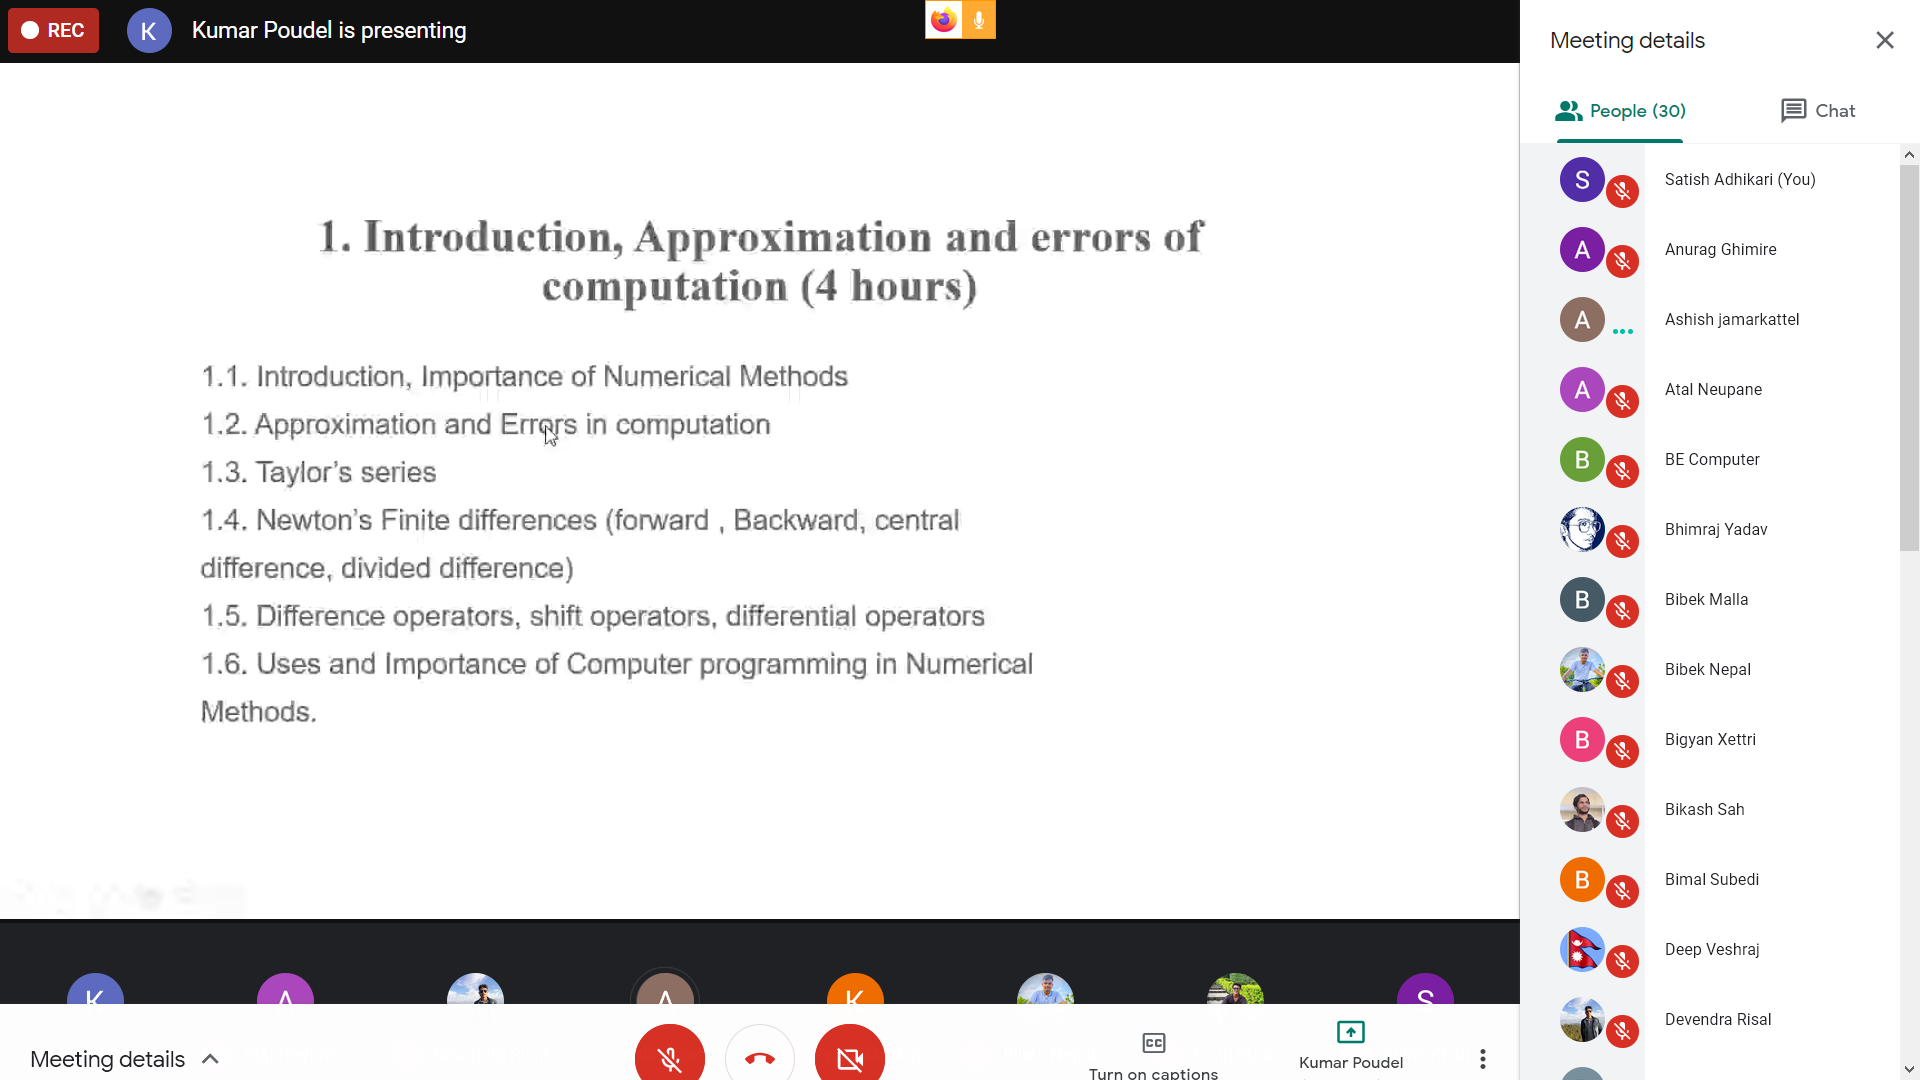 REC
K
Kumar Poudel is presenting
1. Introduction, Approximation and errors of
computation (4 hours)
1.1. Introduction, Importance of Numerical Methods
1.2. Approximation and Errors in computation
1.3. Taylor’s series
1.4. Newton’s Finite differences (forward , Backward, central
difference, divided difference)
1.5. Difference operators, shift operators, differential operators
1.6. Uses and Importance of Computer programming in Numerical
Methods.
K
A
A
K
S
Meeting details
CC
Turn on captions
Kumar Poudel
Meeting details
People (30)
Chat
S
Satish Adhikari (You)
A
Anurag Ghimire
A
Ashish jamarkattel
A
Atal Neupane
B
BE Computer
Bhimraj Yadav
B
Bibek Malla
Bibek Nepal
B
Bigyan Xettri
Bikash Sah
B
Bimal Subedi
Deep Veshraj
Devendra Risal